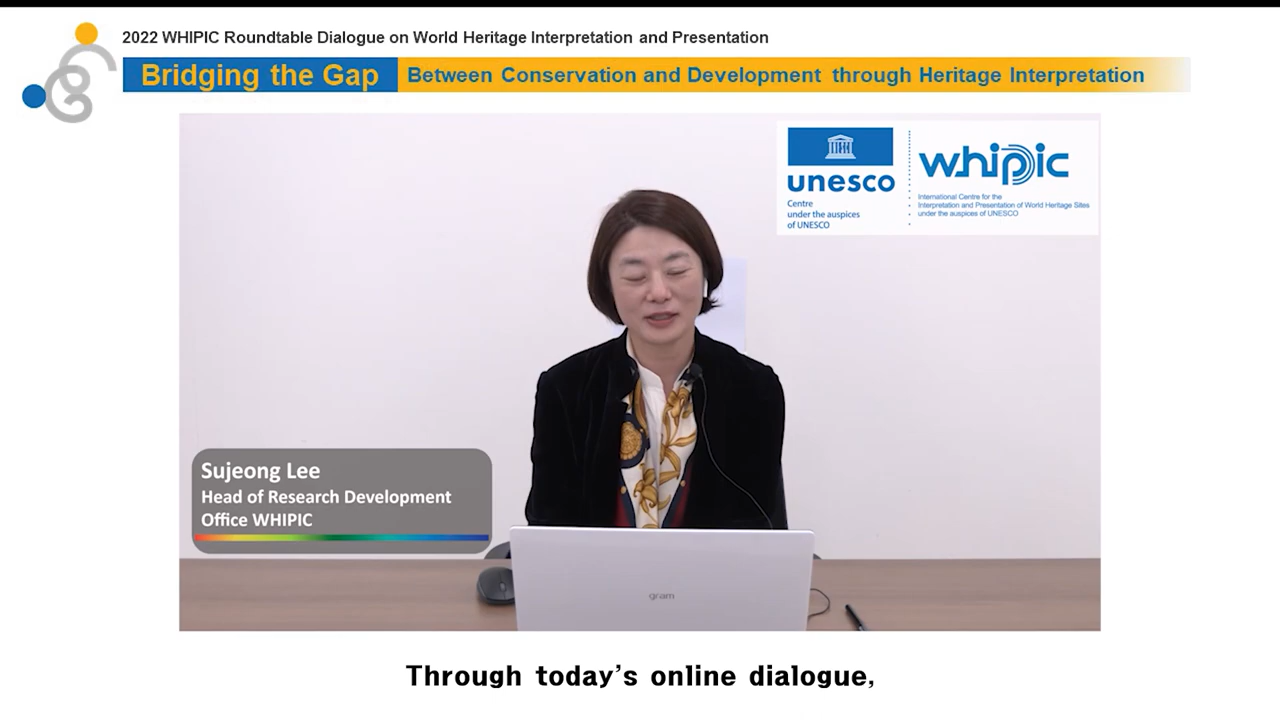 2022 WHIPIC Roundtable Dialogue on World Heritage Interpretation and Presentation
Bridging the Gap Between Conservation and Development through Heritage Interpretation
unesco
Centre
under the auspices
of UNESCO
whipic
International Centre for the
Interpretation and Presentation of World Heritage Sites
under the auspices of UNESCO
Sujeong Lee
Head of Research Development
Office WHIPIC
gram
Through today's online dialogue,